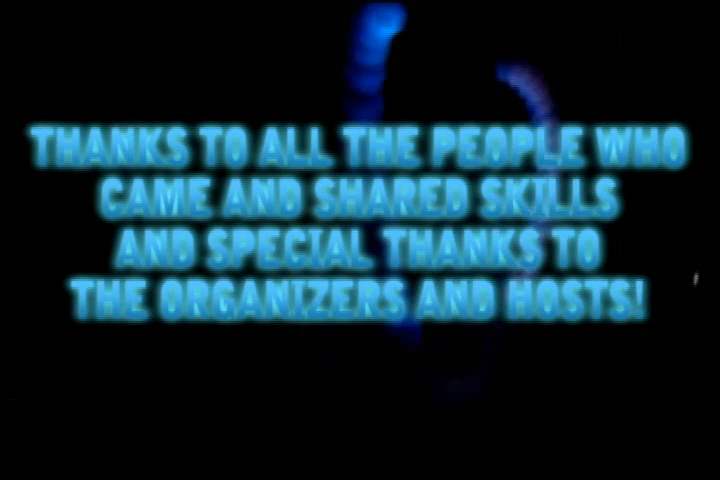 THANKS TO ALL THE PEOPLE WHO
CAME AND SHARED SKILLS
AND SPECIAL THANKS TO
THE ORGANIZERS AND HOSTS!